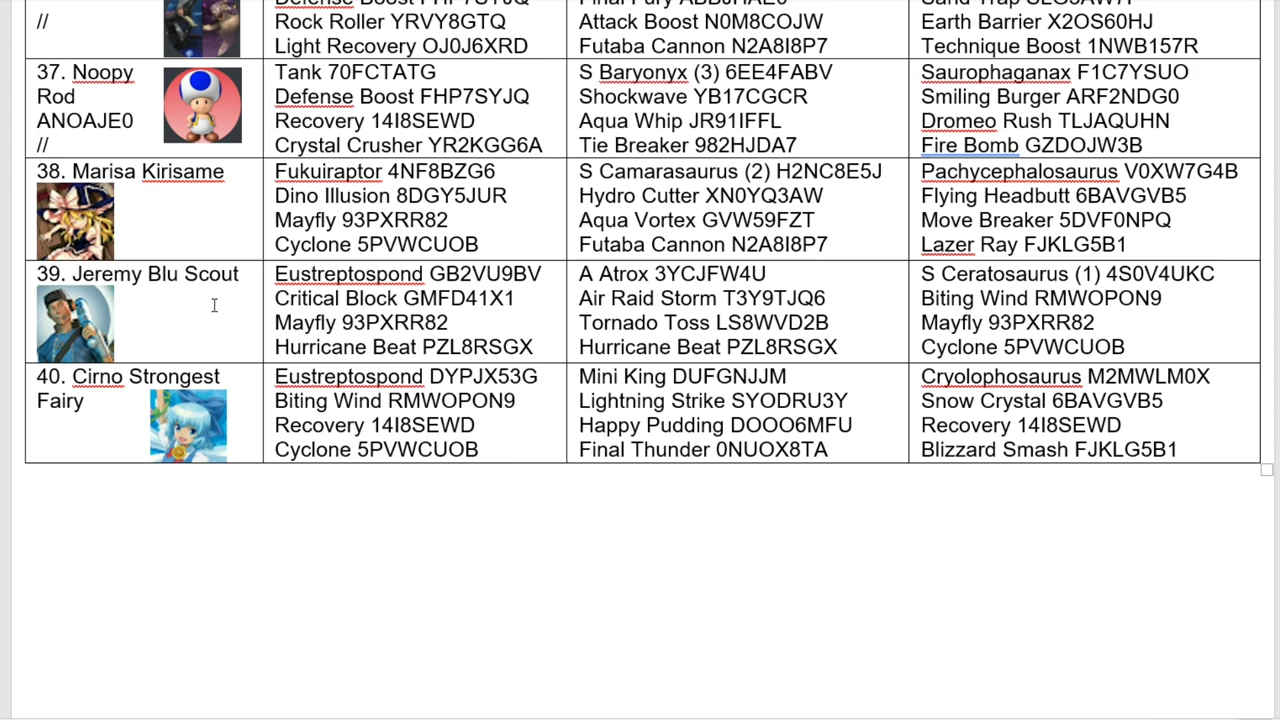 //
Rock Roller YRVY8GTQ
Light Recovery OJ0J6XRD
Attack Boost N0M8COJW
Futaba Cannon N2A8I8P7
Earth Barrier X2OS60HJ
Technique Boost 1NWB157R
37. Noopy
Rod
ANOAJE0
//
Tank 70FCTATG
Defense Boost FHP7SYJQ
Recovery 14I8SEWD
Crystal Crusher YR2KGG6A
S Baryonyx (3) 6EE4FABV
Shockwave YB17CGCR
Aqua Whip JR91IFFL
Tie Breaker 982HJDA7
Saurophaganax F1C7YSUO
Smiling Burger ARF2NDG0
Dromeo Rush TLJAQUHN
Fire Bomb GZDOJW3B
38. Marisa Kirisame
Fukuiraptor 4NF8BZG6
Dino Illusion 8DGY5JUR
Mayfly 93PXRR82
Cyclone 5PVWCUOB
S Camarasaurus (2) H2NC8E5J
Hydro Cutter XN0YQ3AW
Aqua Vortex GVW59FZT
Futaba Cannon N2A8I8P7
Pachycephalosaurus V0XW7G4B
Flying Headbutt 6BAVGVB5
Move Breaker 5DVF0NPQ
Lazer Ray FJKLG5B1
39. Jeremy Blu Scout
Eustreptospond GB2VU9BV
Critical Block GMFD41X1
Mayfly 93PXRR82
Hurricane Beat PZL8RSGX
A Atrox 3YCJFW4U
Air Raid Storm T3Y9TJQ6
Tornado Toss LS8WVD2B
Hurricane Beat PZL8RSGX
S Ceratosaurus (1) 4S0V4UKC
Biting Wind RMWOPON9
Mayfly 93PXRR82
Cyclone 5PVWCUOB
40. Cirno Strongest
Fairy
Eustreptospond DYPJX53G
Biting Wind RMWOPON9
Recovery 14I8SEWD
Cyclone 5PVWCUOB
Mini King DUFGNJJM
Lightning Strike SYODRU3Y
Happy Pudding DOOO6MFU
Final Thunder 0NUOX8TA
Cryolophosaurus M2MWLM0X
Snow Crystal 6BAVGVB5
Recovery 14I8SEWD
Blizzard Smash FJKLG5B1